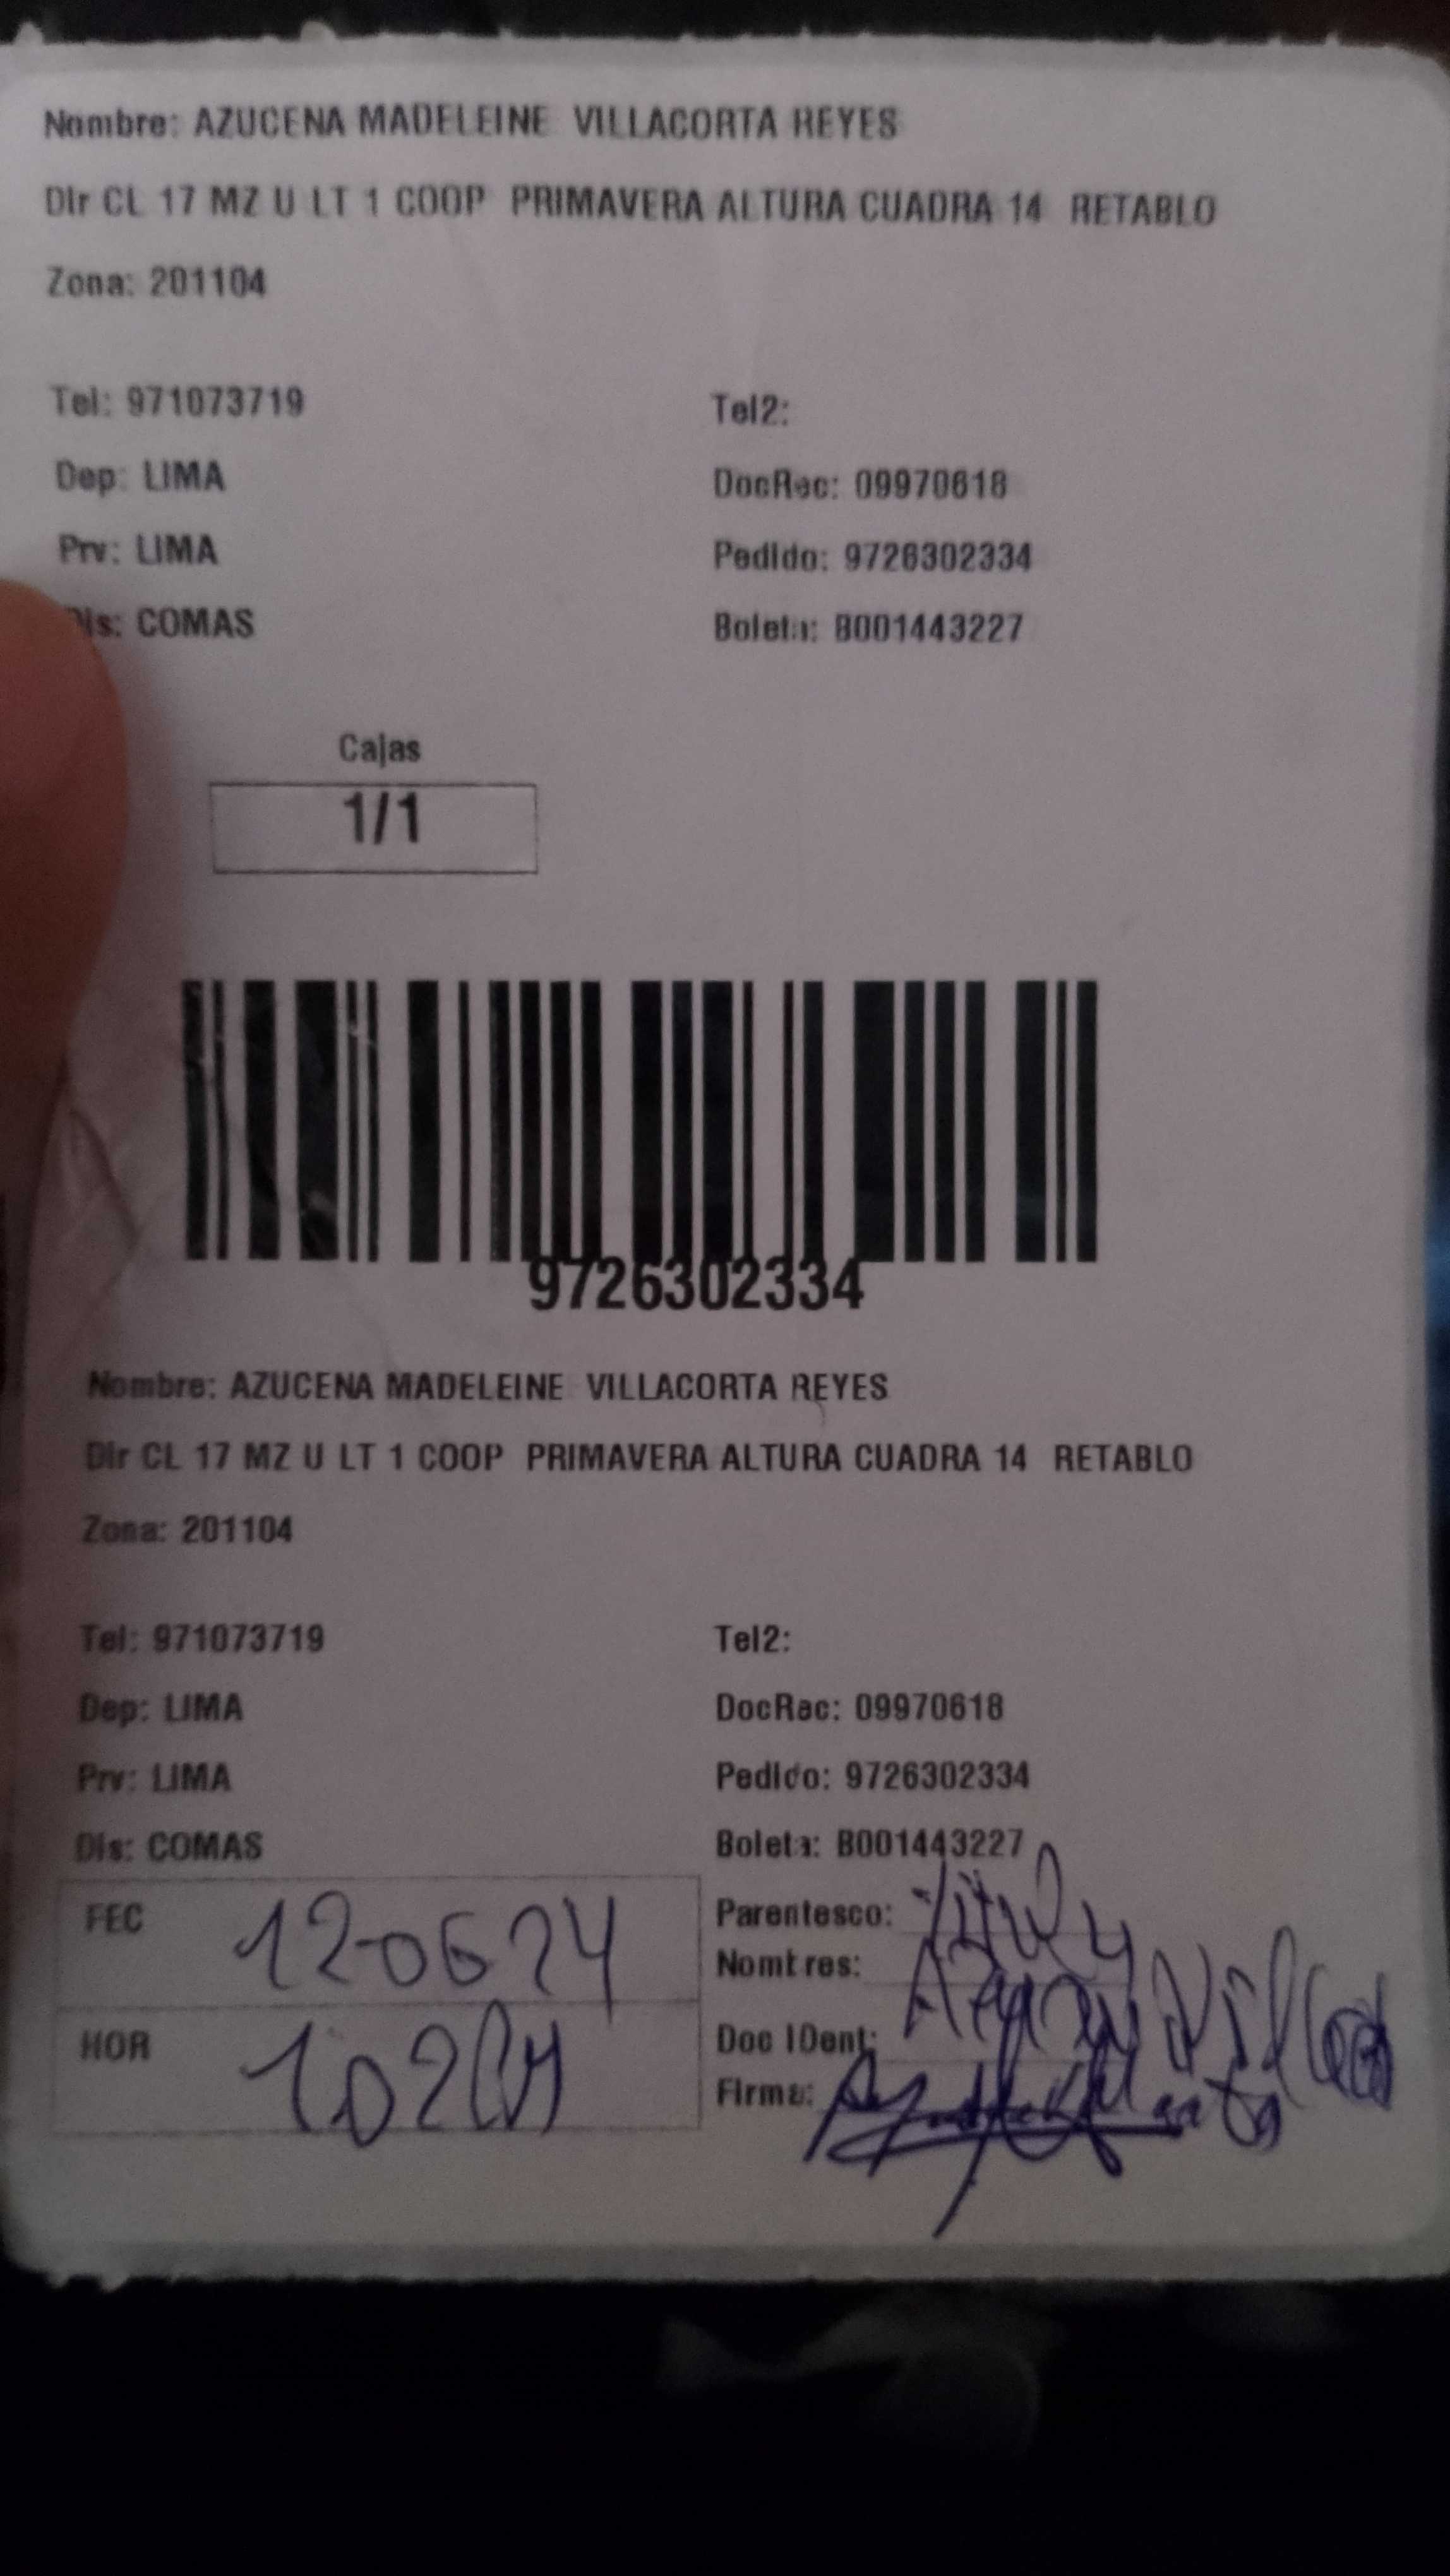 Nombre: AZUCENA MADELEINE VILLACORTA REYES
Dir CL 17 MZ U LT 1 COOP PRIMAVERA ALTURA CUADRA 14 RETABLO
Zona: 201104
Tel: 971073719 Tel2:
Dep: LIMA DocRec: 09970618
Prv: LIMA Pedido: 9726302334
Dis: COMAS Boleta: B001443227
Cajas
1/1
9726302334
Nombre: AZUCENA MADELEINE VILLACORTA REYES
Dir CL 17 MZ U LT 1 COOP PRIMAVERA ALTURA CUADRA 14 RETABLO
Zona: 201104
Tel: 971073719 Tel2:
Dep: LIMA DocRec: 09970618
Prv: LIMA Pedido: 9726302334
Dis: COMAS Boleta: B001443227
FEC 120624 Parentesco:
Nombres:
HOR Doc IDent:
Firma: